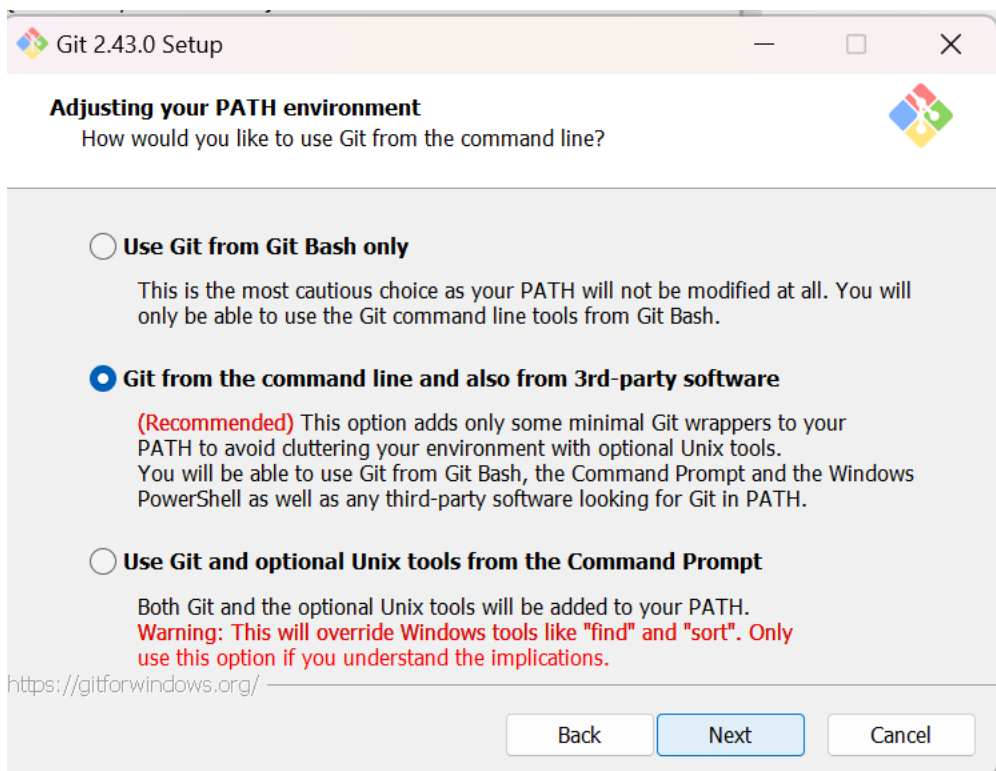 Git 2.43.0 Setup
Adjusting your PATH environment
How would you like to use Git from the command line?
Use Git from Git Bash only
This is the most cautious choice as your PATH will not be modified at all. You will
only be able to use the Git command line tools from Git Bash.
Git from the command line and also from 3rd-party software
(Recommended) This option adds only some minimal Git wrappers to your
PATH to avoid cluttering your environment with optional Unix tools.
You will be able to use Git from Git Bash, the Command Prompt and the Windows
PowerShell as well as any third-party software looking for Git in PATH.
Use Git and optional Unix tools from the Command Prompt
Both Git and the optional Unix tools will be added to your PATH.
Warning: This will override Windows tools like "find" and "sort". Only
use this option if you understand the implications.
https://gitforwindows.org/
Back Next Cancel